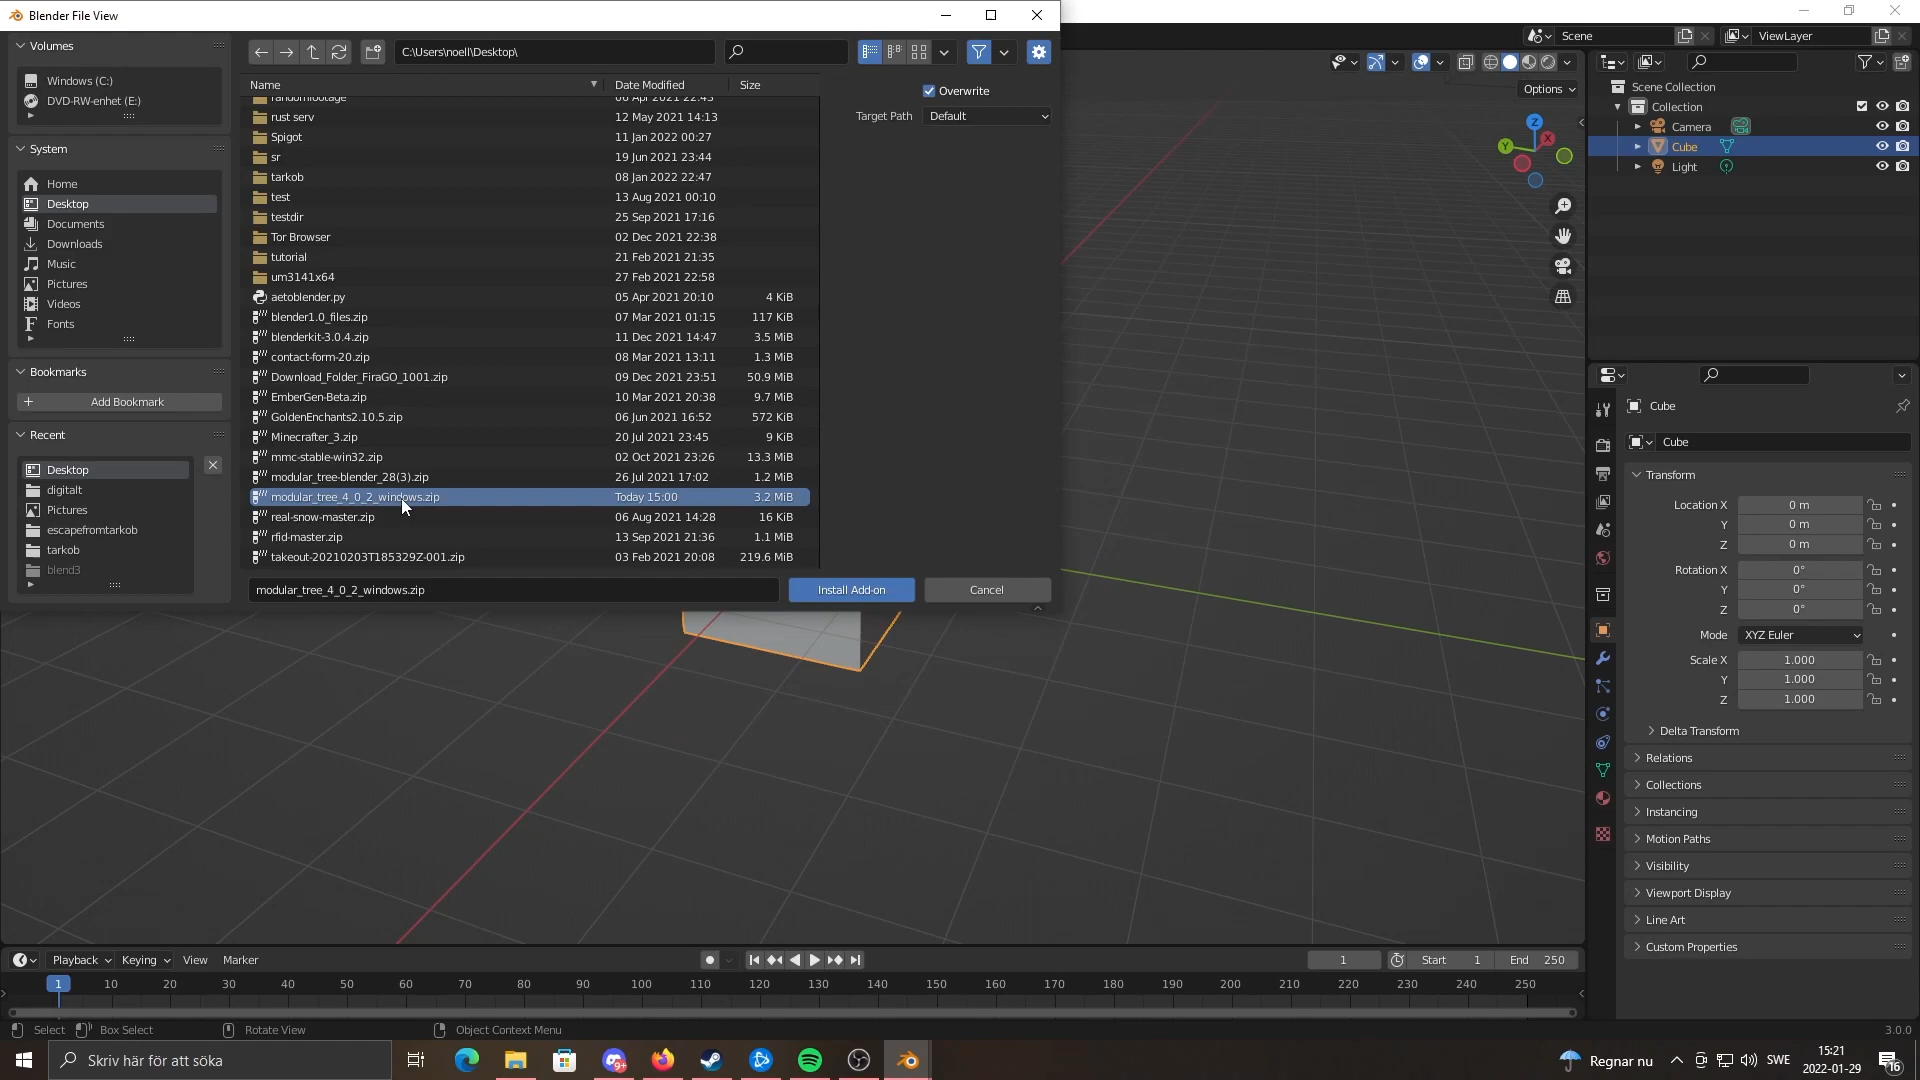 Blender File View
Volumes
Windows (C:)
DVD-RW-enhet (E:)
System
Home
Desktop
Documents
Downloads
Music
Pictures
Videos
Fonts
Bookmarks
Add Bookmark
Recent
Desktop
digitalt
Pictures
escapefromtarkob
tarkob
blend3
C:\Users\noell\Desktop\
Name Date Modified Size
randomfootage 06 Apr 2021 22:43
rust serv 12 May 2021 14:13
Spigot 11 Jan 2022 00:27
sr 19 Jun 2021 23:44
tarkob 08 Jan 2022 22:47
test 13 Aug 2021 00:10
testdir 25 Sep 2021 17:16
Tor Browser 02 Dec 2021 22:38
tutorial 21 Feb 2021 21:35
um3141x64 27 Feb 2021 22:58
aetoblender.py 05 Apr 2021 20:10 4 KiB
blender1.0_files.zip 07 Mar 2021 01:15 117 KiB
blenderkit-3.0.4.zip 11 Dec 2021 14:47 3.5 MiB
contact-form-20.zip 08 Mar 2021 13:11 1.3 MiB
Download_Folder_FiraGO_1001.zip 09 Dec 2021 23:51 50.9 MiB
EmberGen-Beta.zip 10 Mar 2021 20:38 9.7 MiB
GoldenEnchants2.10.5.zip 06 Jun 2021 16:52 572 KiB
Minecrafter_3.zip 20 Jul 2021 23:45 9 KiB
mmc-stable-win32.zip 02 Oct 2021 23:26 13.3 MiB
modular_tree-blender_28(3).zip 26 Jul 2021 17:02 1.2 MiB
modular_tree_4_0_2_windows.zip Today 15:00 3.2 MiB
real-snow-master.zip 06 Aug 2021 14:28 16 KiB
rfid-master.zip 13 Sep 2021 21:36 1.1 MiB
takeout-20210203T185329Z-001.zip 03 Feb 2021 20:08 219.6 MiB
Overwrite
Target Path Default
modular_tree_4_0_2_windows.zip Install Add-on Cancel
Scene ViewLayer
Options
Z
X
Y
Scene Collection
Collection
Camera
Cube
Light
Cube
Cube
Transform
Location X 0 m
Y 0 m
Z 0 m
Rotation X 0°
Y 0°
Z 0°
Mode XYZ Euler
Scale X 1.000
Y 1.000
Z 1.000
Delta Transform
Relations
Collections
Instancing
Motion Paths
Visibility
Viewport Display
Line Art
Custom Properties
Playback Keying View Marker 1 Start 1 End 250
1 10 20 30 40 50 60 70 80 90 100 110 120 130 140 150 160 170 180 190 200 210 220 230 240 250
Select Box Select Rotate View Object Context Menu 3.0.0
Skriv här för att söka
9+
Regnar nu
SWE
15:21
2022-01-29
16